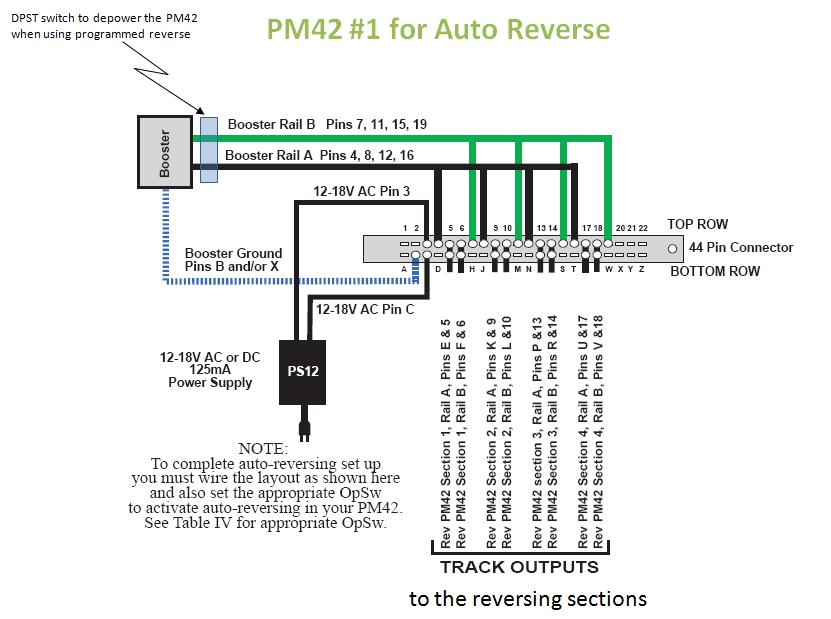 DPST switch to depower the PM42
when using programmed reverse
PM42 #1 for Auto Reverse
Booster
Booster Rail B Pins 7, 11, 15, 19
Booster Rail A Pins 4, 8, 12, 16
12-18V AC Pin 3
1 2 5 6 9 10 13 14 17 18 20 21 22
TOP ROW
44 Pin Connector
A D H J M N S T W X Y Z
BOTTOM ROW
Booster Ground
Pins B and/or X
12-18V AC Pin C
12-18V AC or DC
125mA
Power Supply
PS12
NOTE:
To complete auto-reversing set up
you must wire the layout as shown here
and also set the appropriate OpSw
to activate auto-reversing in your PM42.
See Table IV for appropriate OpSw.
Rev PM42 Section 1, Rail A, Pins E & 5
Rev PM42 Section 1, Rail B, Pins F & 6
Rev PM42 Section 2, Rail A, Pins K & 9
Rev PM42 Section 2, Rail B, Pins L &10
Rev PM42 section 3, Rail A, Pins P &13
Rev PM42 Section 3, Rail B, Pins R &14
Rev PM42 Section 4, Rail A, Pins U &17
Rev PM42 Section 4, Rail B, Pins V &18
TRACK OUTPUTS
to the reversing sections